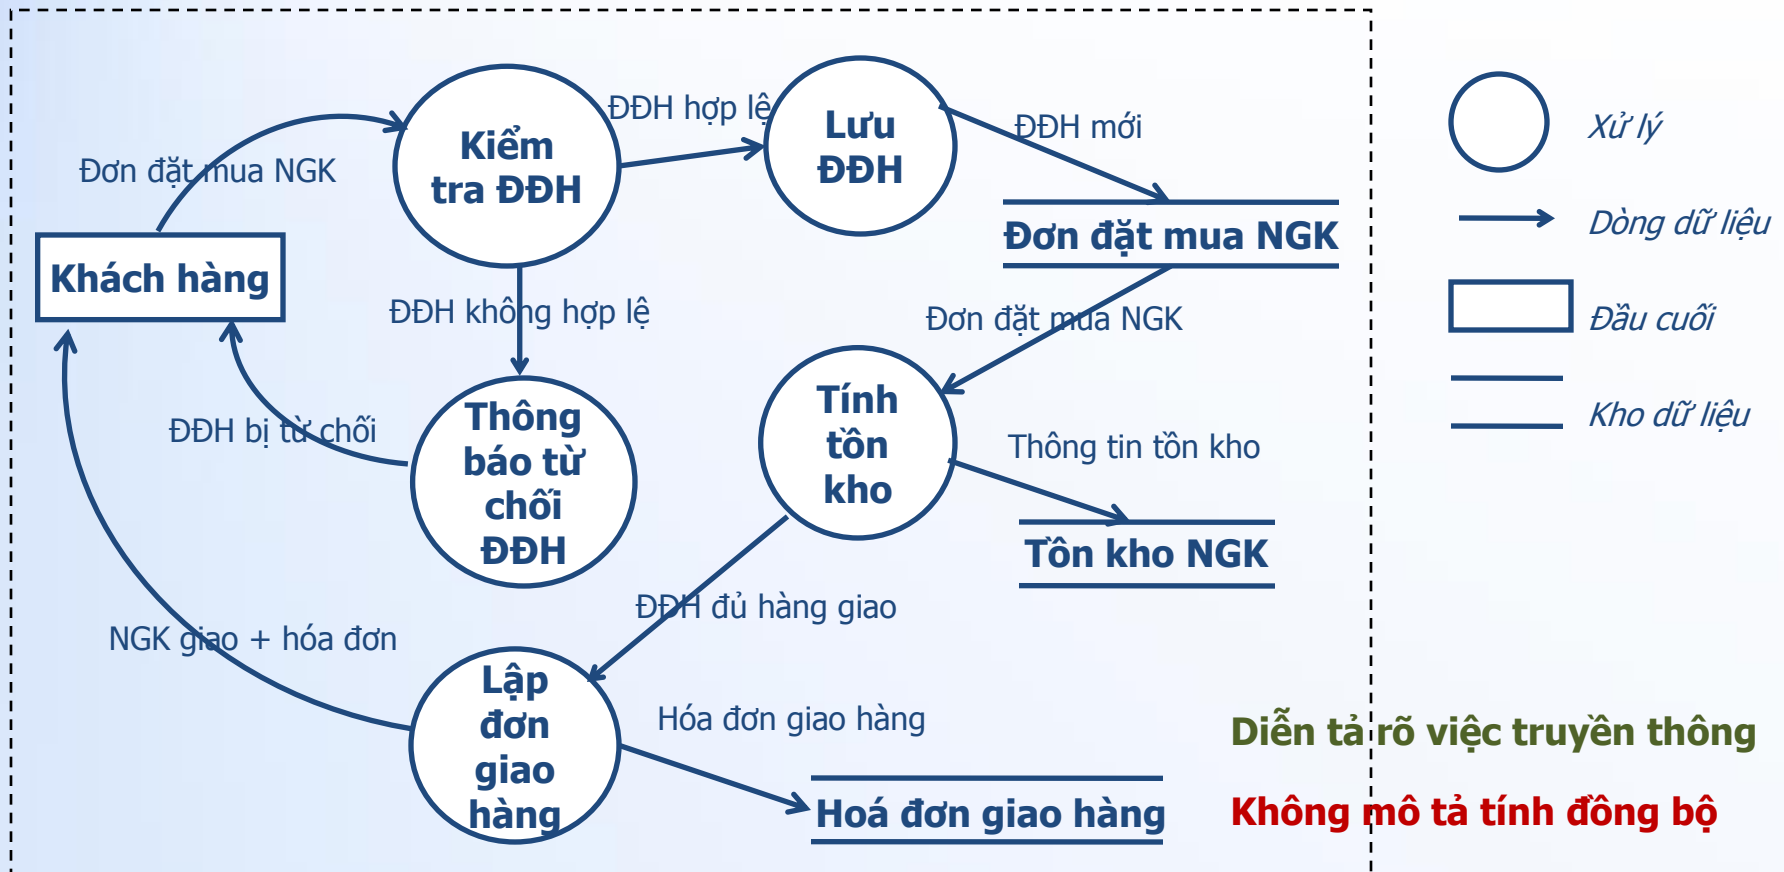 ĐĐH hợp lệ
Kiểm
tra ĐĐH
Lưu
ĐĐH
ĐĐH mới
Đơn đặt mua NGK
Đơn đặt mua NGK
Khách hàng
ĐĐH không hợp lệ
Đơn đặt mua NGK
Thông
báo từ
chối
ĐĐH
ĐĐH bị từ chối
Tính
tồn
kho
Thông tin tồn kho
Tồn kho NGK
ĐĐH đủ hàng giao
NGK giao + hóa đơn
Lập
đơn
giao
hàng
Hóa đơn giao hàng
Hoá đơn giao hàng
Xử lý
Dòng dữ liệu
Đầu cuối
Kho dữ liệu
Diễn tả rõ việc truyền thông
Không mô tả tính đồng bộ